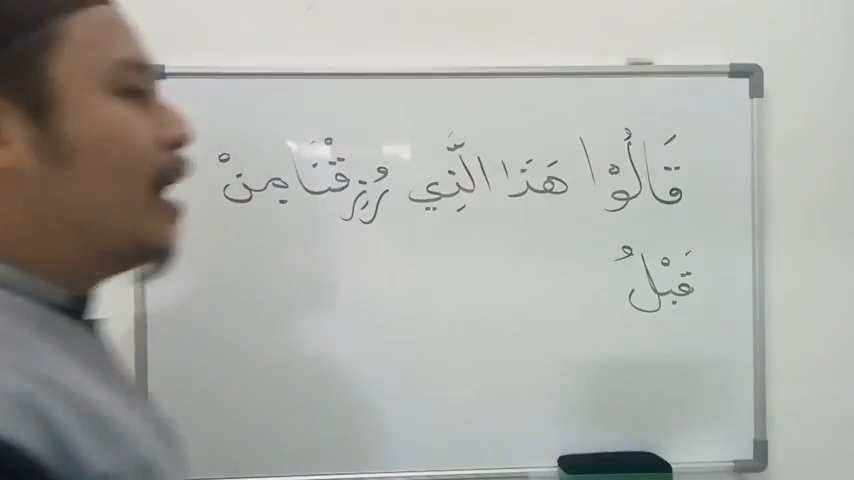 قَالُوْا هَذَا الَّذِي رُزِقْنَا مِنْ
قَبْلُ